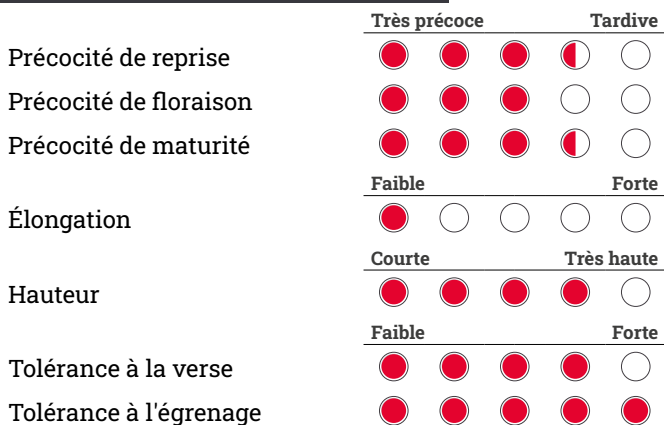 Très précoce Tardive
Précocité de reprise
Précocité de floraison
Précocité de maturité
Faible Forte
Élongation
Courte Très haute
Hauteur
Faible Forte
Tolérance à la verse
Tolérance à l'égrenage